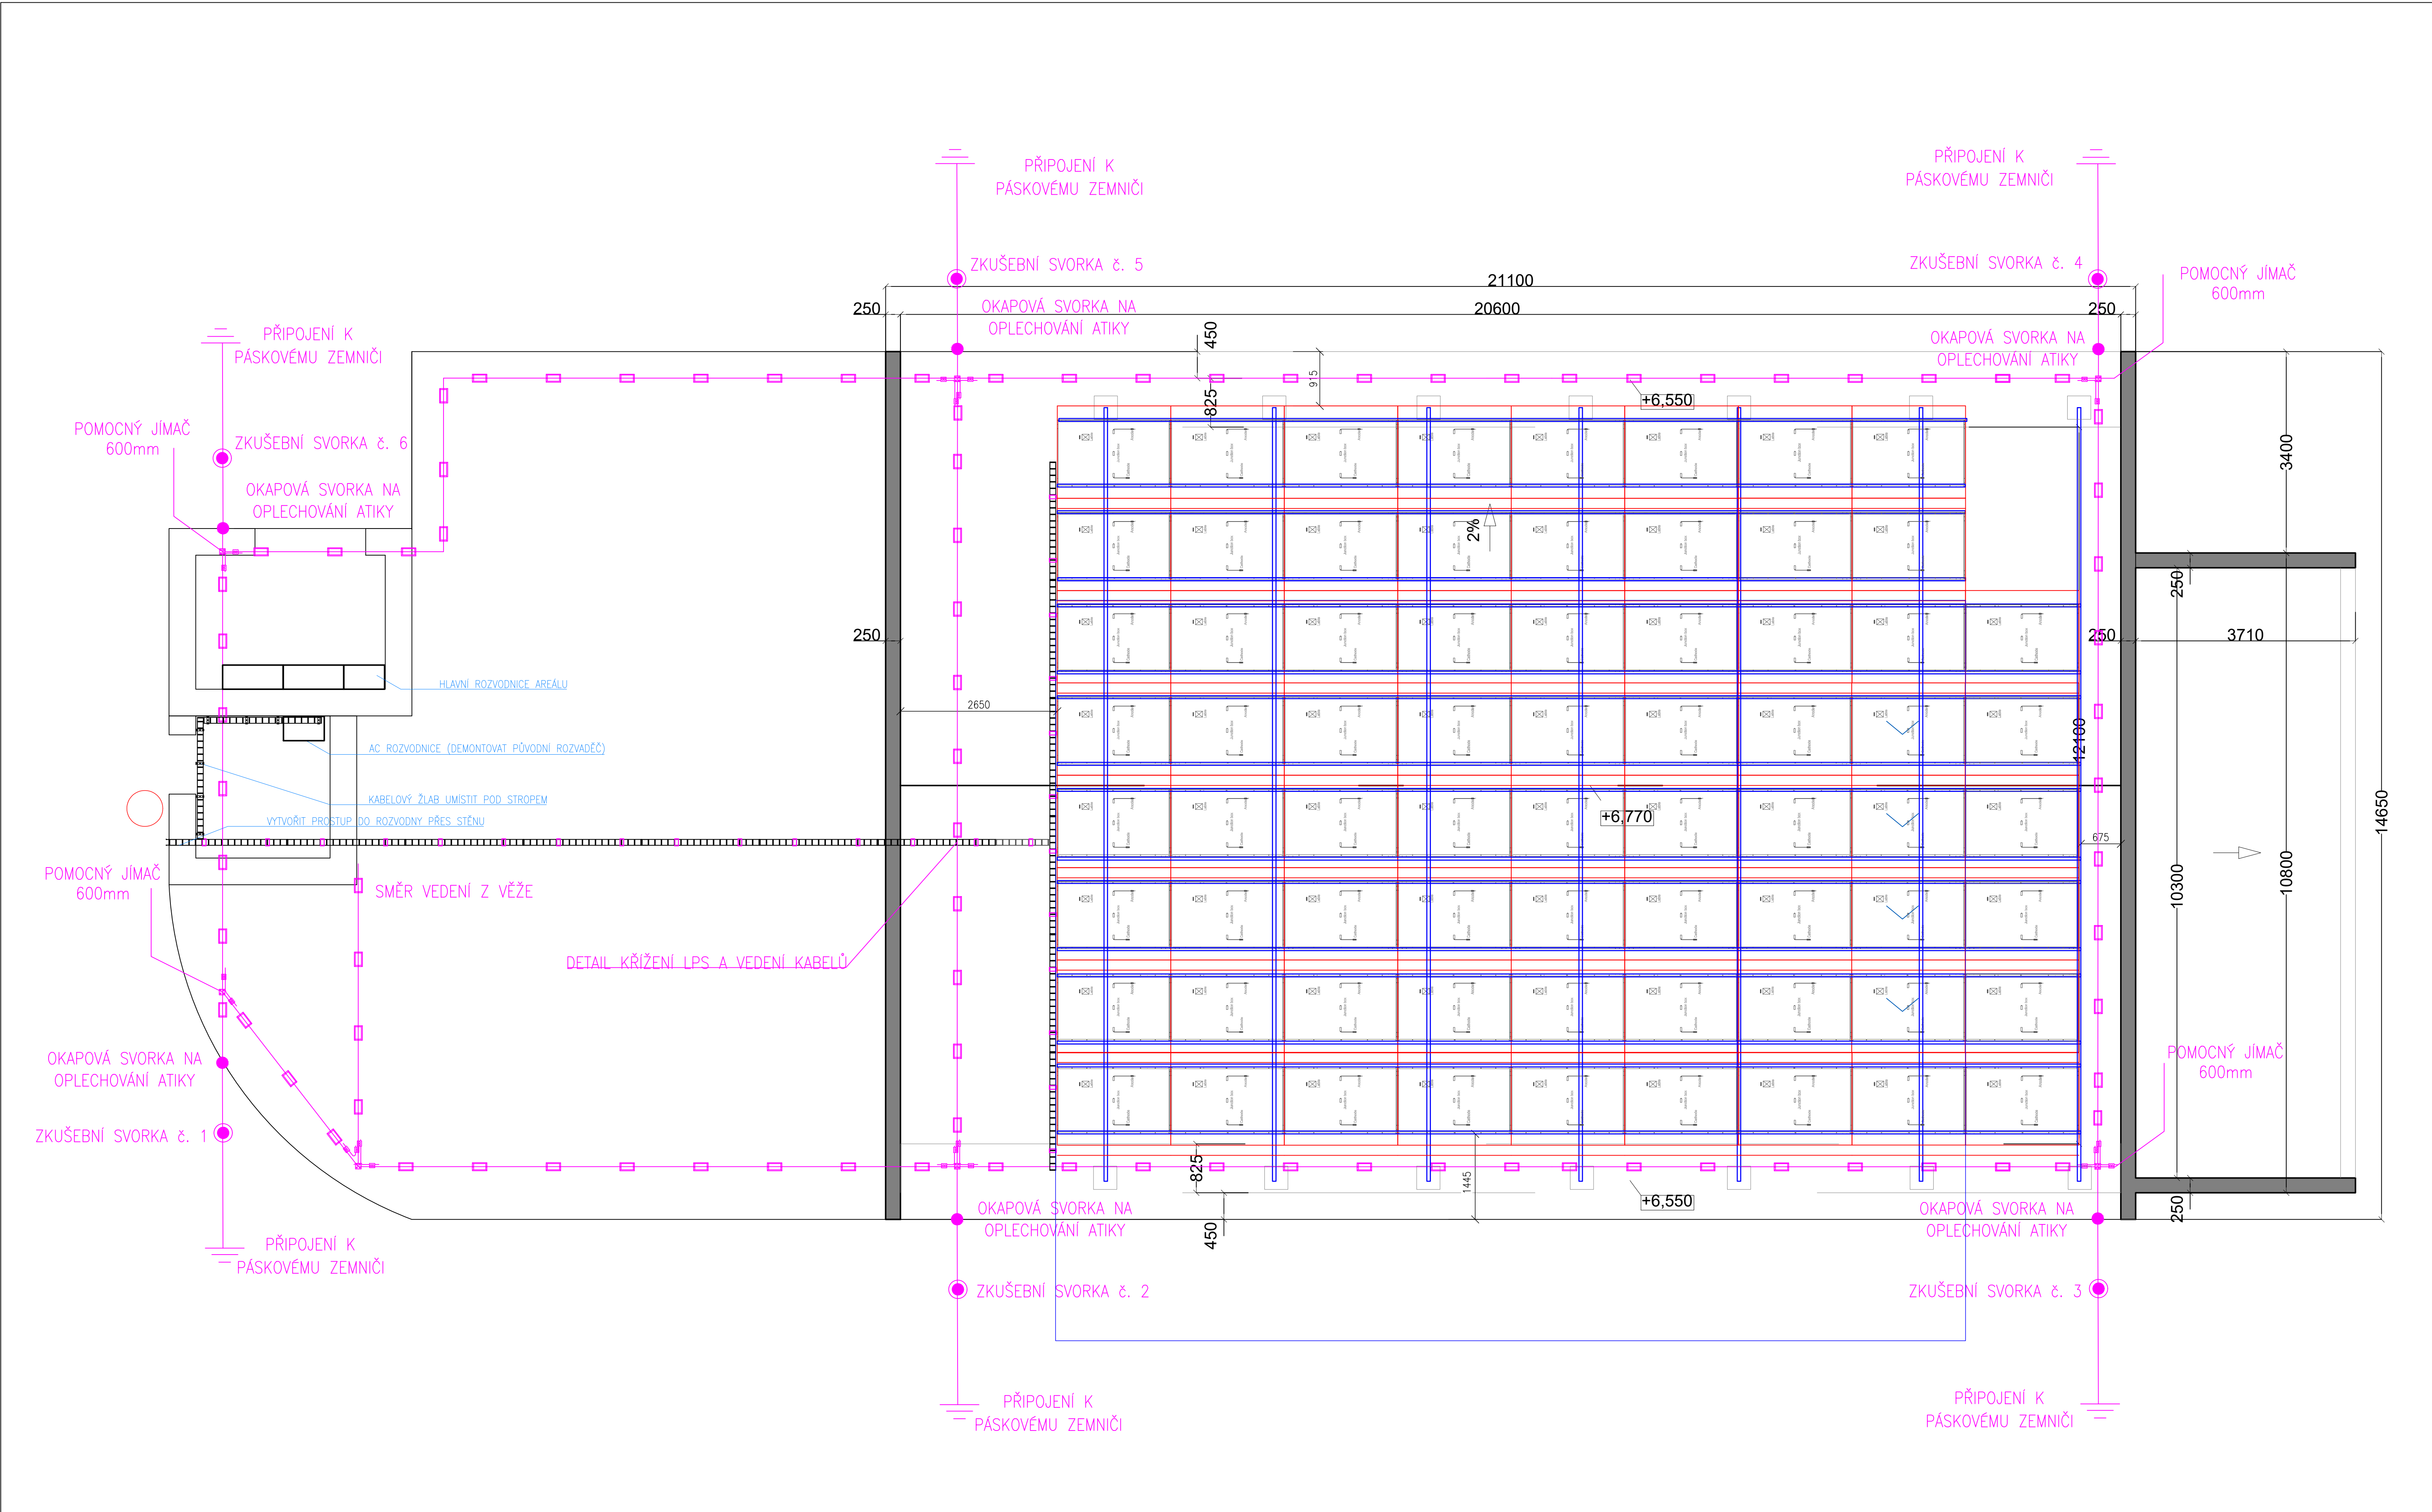 PŘIPOJENÍ K
PÁSKOVÉMU ZEMNIČI
PŘIPOJENÍ K
PÁSKOVÉMU ZEMNIČI
ZKUŠEBNÍ SVORKA č. 5
ZKUŠEBNÍ SVORKA č. 4
POMOCNÝ JÍMAČ
600mm
21100
250
20600
250
OKAPOVÁ SVORKA NA
OPLECHOVÁNÍ ATIKY
450
OKAPOVÁ SVORKA NA
OPLECHOVÁNÍ ATIKY
PŘIPOJENÍ K
PÁSKOVÉMU ZEMNIČI
915
825
+6,550
POMOCNÝ JÍMAČ
600mm
ZKUŠEBNÍ SVORKA č. 6
3400
OKAPOVÁ SVORKA NA
OPLECHOVÁNÍ ATIKY
2%
250
250
250
3710
HLAVNÍ ROZVODNICE AREÁLU
2650
AC ROZVODNICE (DEMONTOVAT PŮVODNÍ ROZVADĚČ)
12100
KABELOVÝ ŽLAB UMÍSTIT POD STROPEM
VYTVOŘIT PROSTUP DO ROZVODNY PŘES STĚNU
+6,770
14650
675
POMOCNÝ JÍMAČ
600mm
SMĚR VEDENÍ Z VĚŽE
10300
10800
DETAIL KŘÍŽENÍ LPS A VEDENÍ KABELŮ
OKAPOVÁ SVORKA NA
OPLECHOVÁNÍ ATIKY
POMOCNÝ JÍMAČ
600mm
ZKUŠEBNÍ SVORKA č. 1
825
1445
+6,550
250
OKAPOVÁ SVORKA NA
OPLECHOVÁNÍ ATIKY
450
OKAPOVÁ SVORKA NA
OPLECHOVÁNÍ ATIKY
PŘIPOJENÍ K
PÁSKOVÉMU ZEMNIČI
ZKUŠEBNÍ SVORKA č. 2
ZKUŠEBNÍ SVORKA č. 3
PŘIPOJENÍ K
PÁSKOVÉMU ZEMNIČI
PŘIPOJENÍ K
PÁSKOVÉMU ZEMNIČI